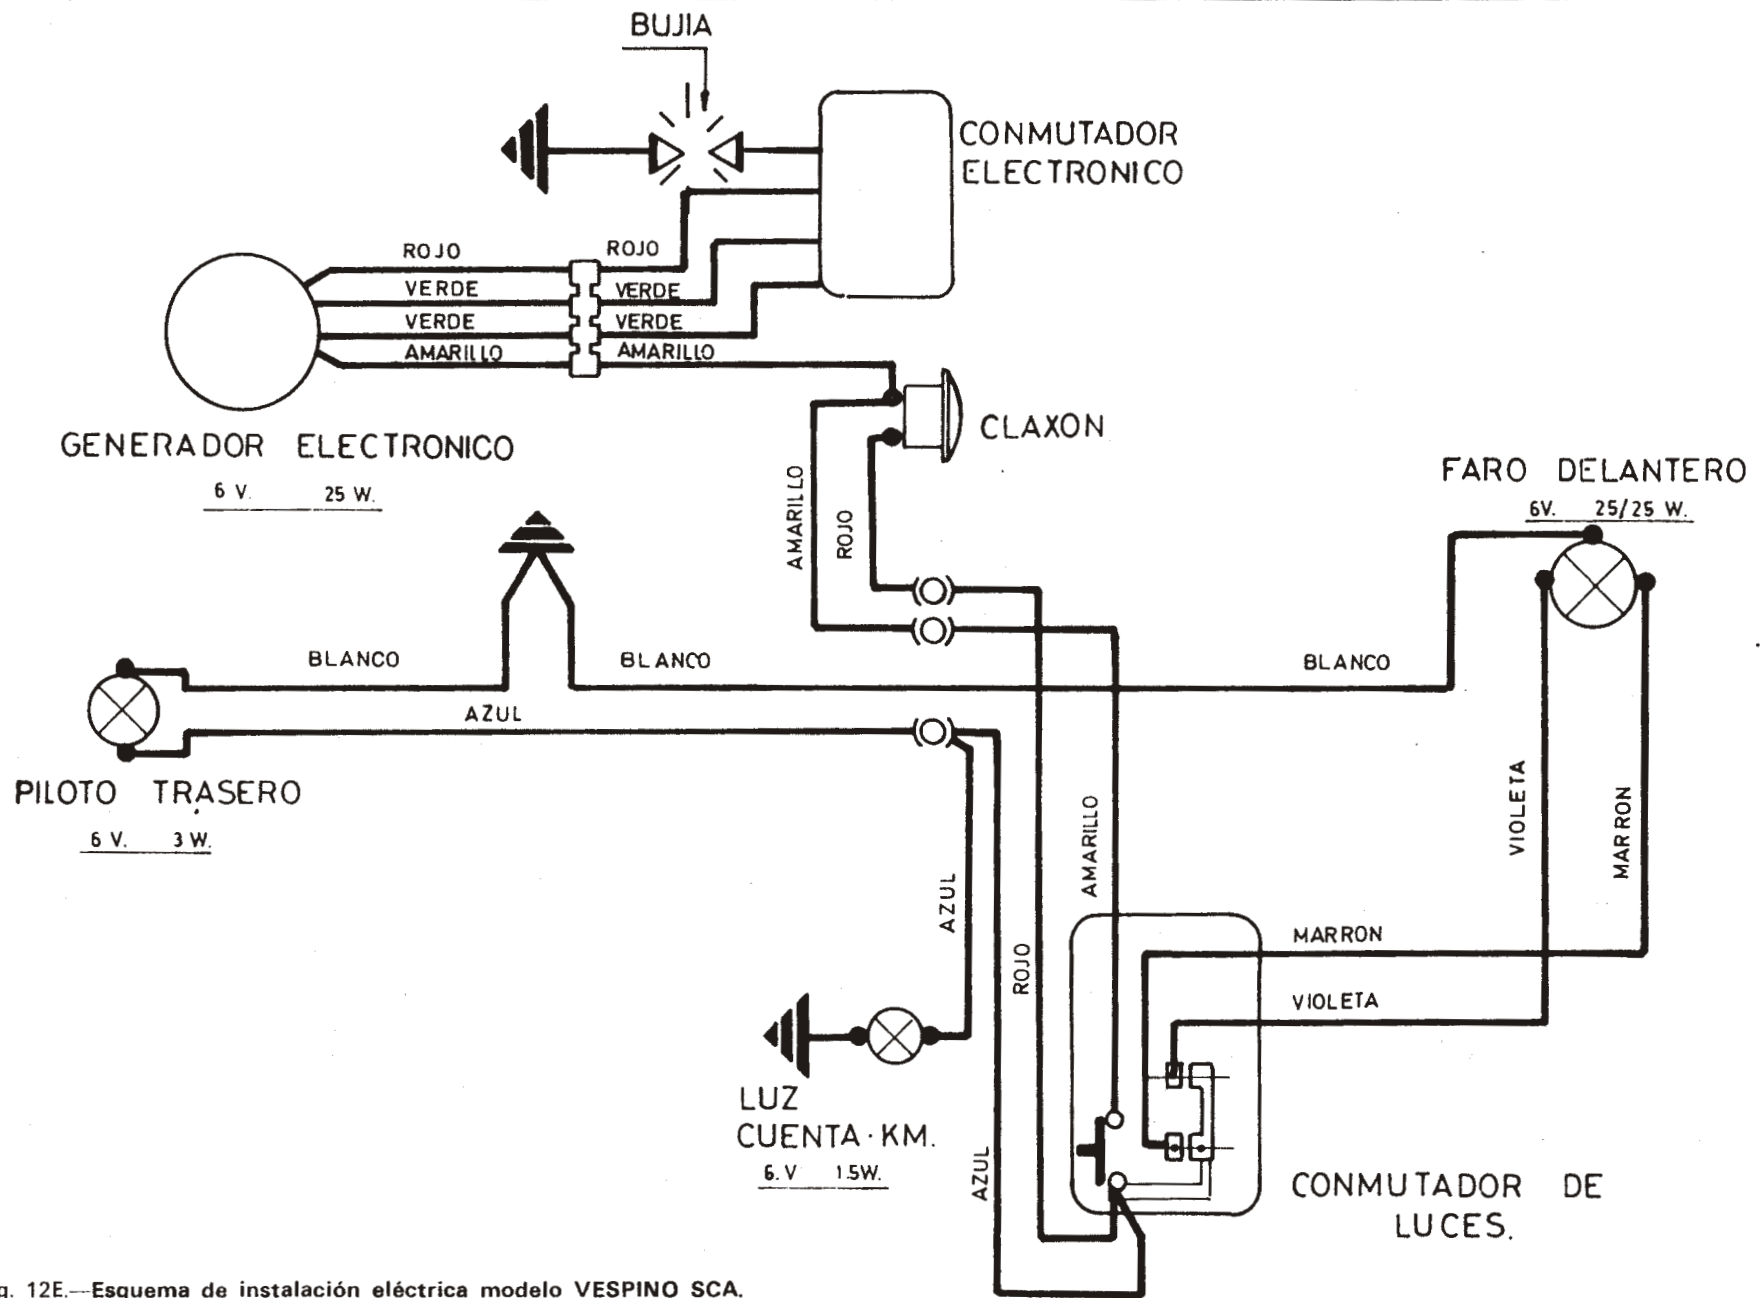 BUJIA
CONMUTADOR
ELECTRONICO
ROJO
ROJO
VERDE
VERDE
VERDE
VERDE
AMARILLO
AMARILLO
CLAXON
GENERADOR ELECTRONICO
6 V. 25 W.
AMARILLO
ROJO
FARO DELANTERO
6V. 25/25 W.
BLANCO
BLANCO
BLANCO
AZUL
PILOTO TRASERO
6 V. 3 W.
VIOLETA
MARRON
AMARILLO
AZUL
ROJO
MARRON
VIOLETA
LUZ
CUENTA·KM.
6.V 1.5W.
AZUL
CONMUTADOR DE
LUCES.
g. 12E.—Esquema de instalación eléctrica modelo VESPINO SCA.